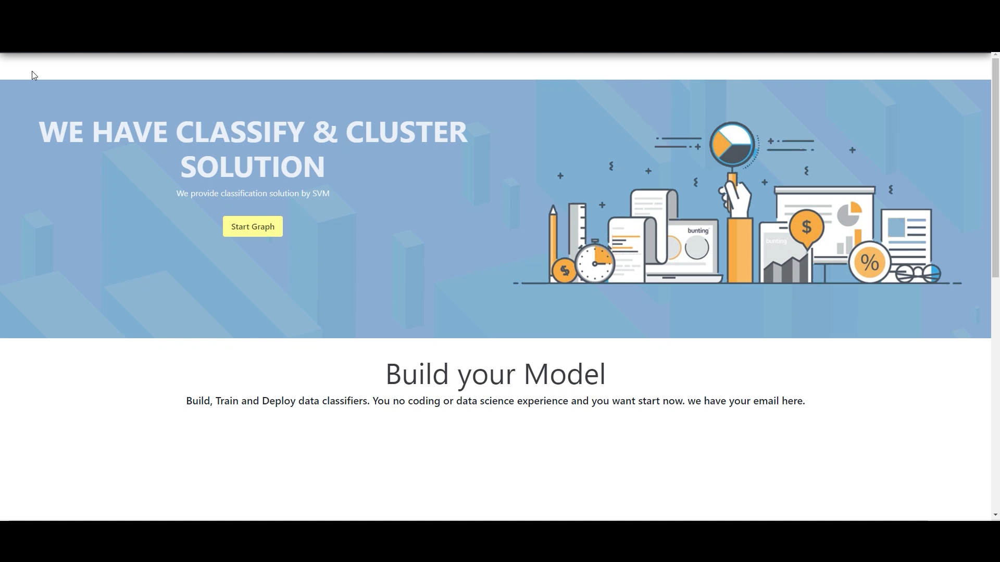 WE HAVE CLASSIFY & CLUSTER
SOLUTION
We provide classification solution by SVM
Start Graph
bunting
bunting
$
$
%
Build your Model
Build, Train and Deploy data classifiers. You no coding or data science experience and you want start now. we have your email here.